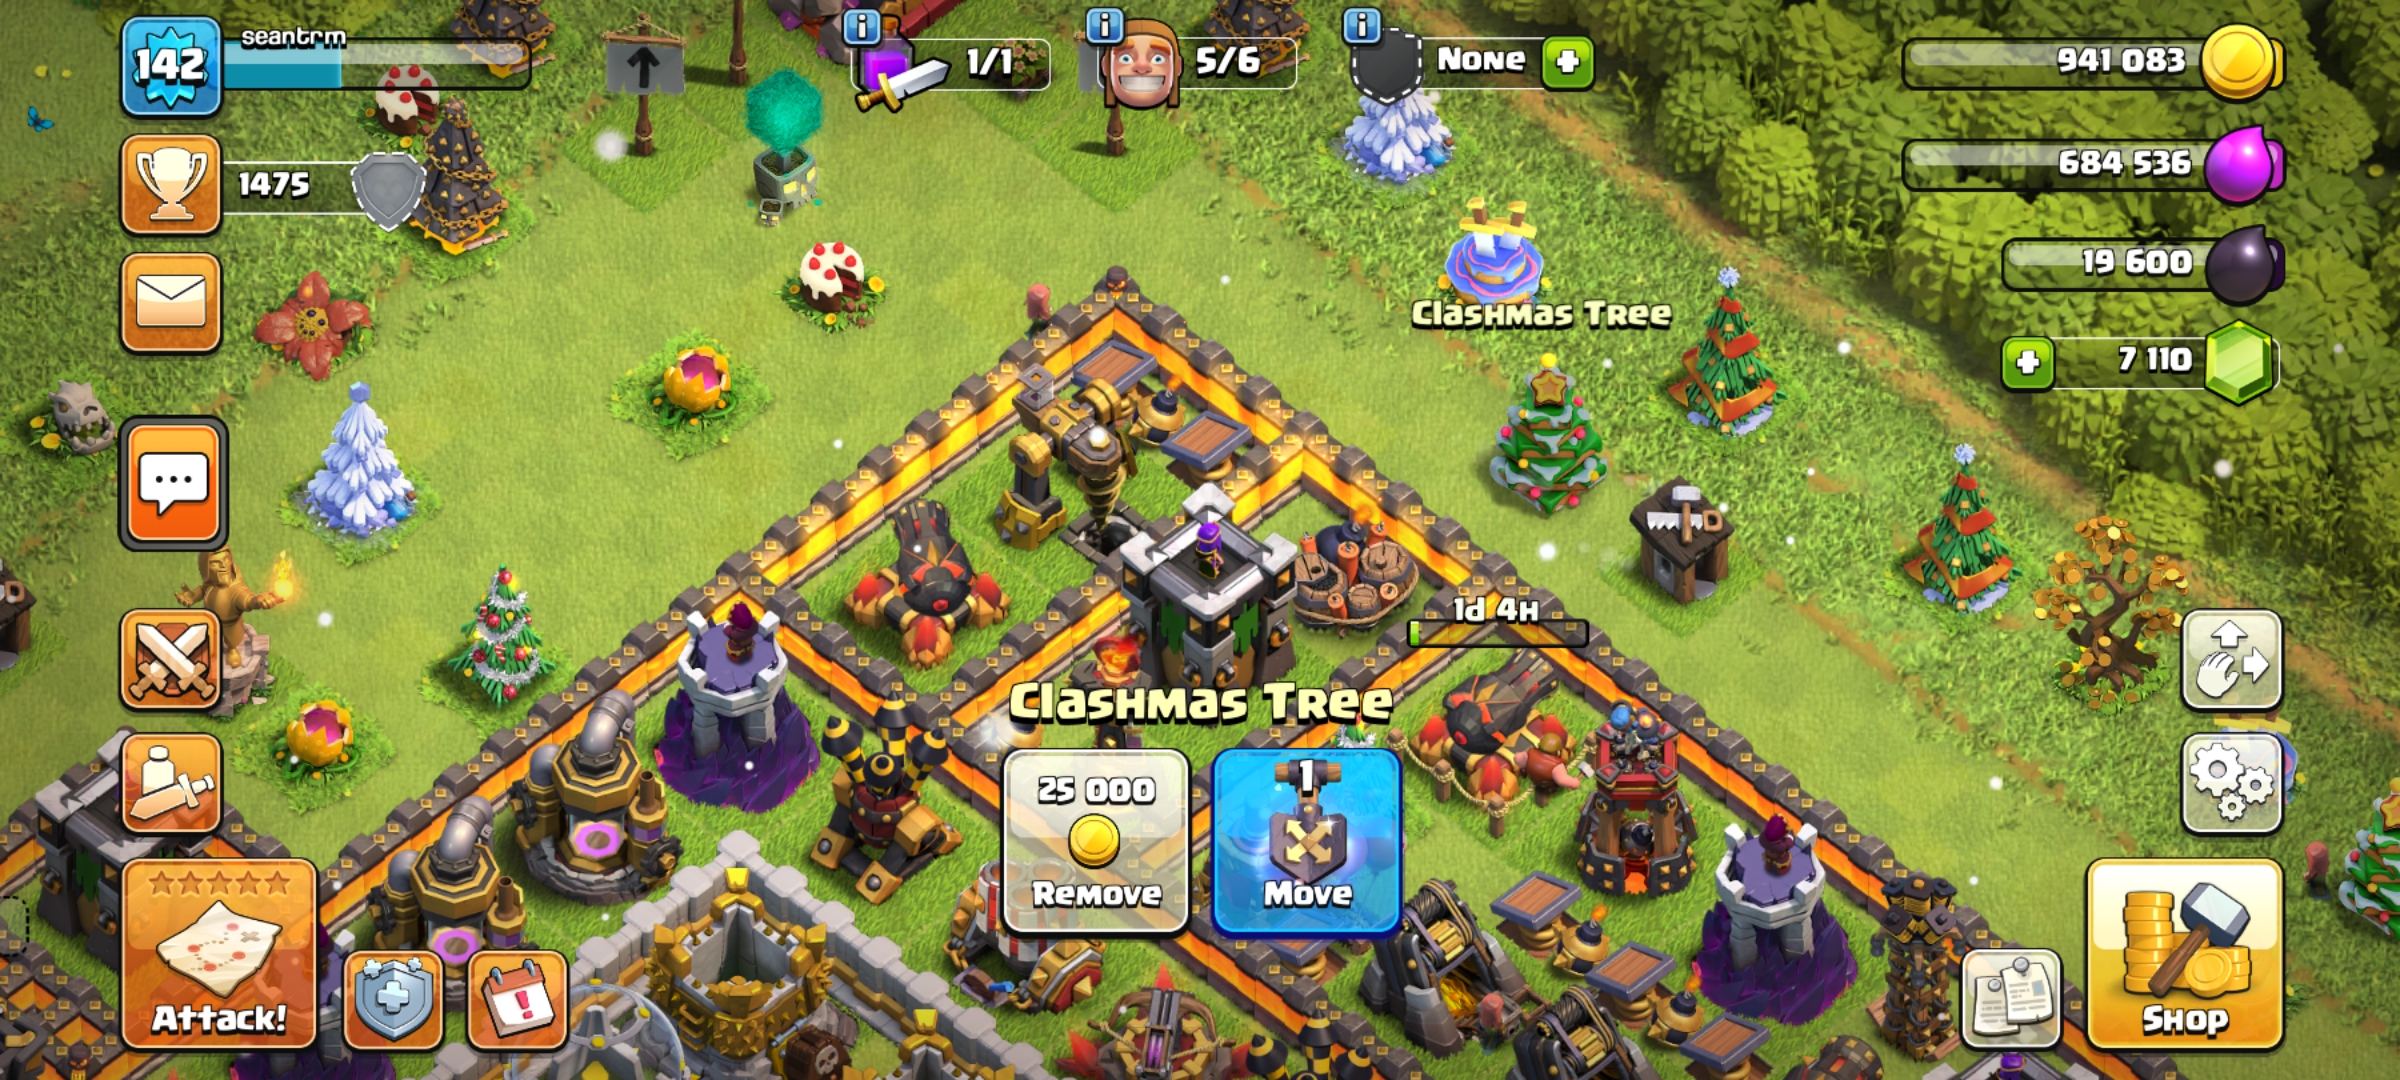 142
seantrm
1/1
5/6
None
941 083
1475
684 536
19 600
7 110
Clashmas Tree
1d 4H
Clashmas Tree
25 000
Remove
1
Move
Attack!
Shop